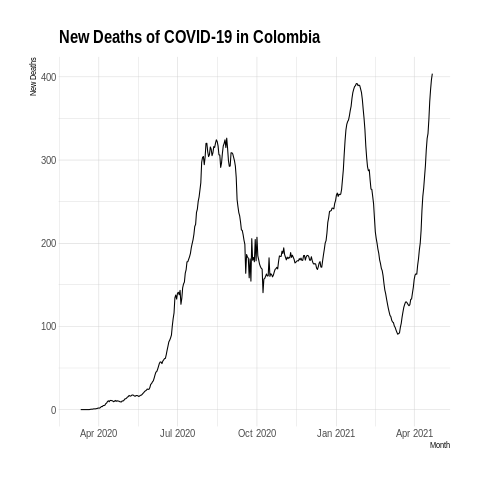 New Deaths of COVID-19 in Colombia
New Deaths
400
300
200
100
0
Apr 2020 Jul 2020 Oct 2020 Jan 2021 Apr 2021
Month